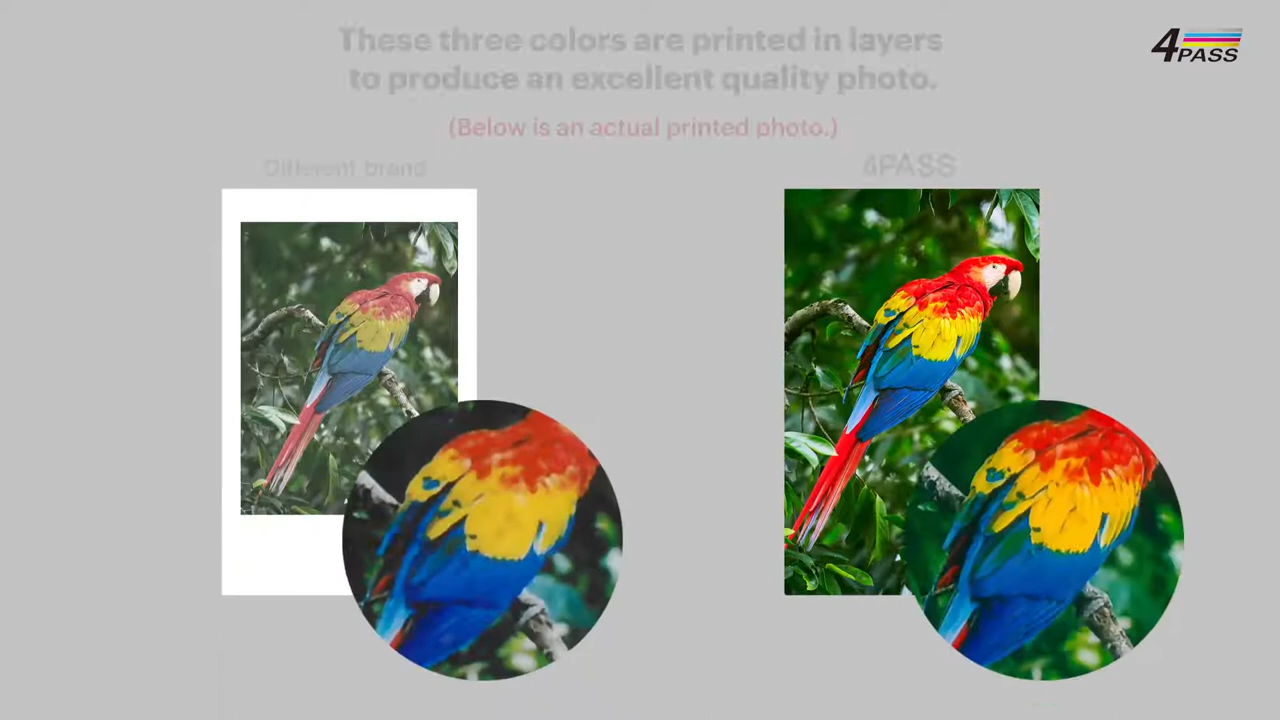 4PASS
These three colors are printed in layers
to produce an excellent quality photo.
(Below is an actual printed photo.)
Different brand
4PASS